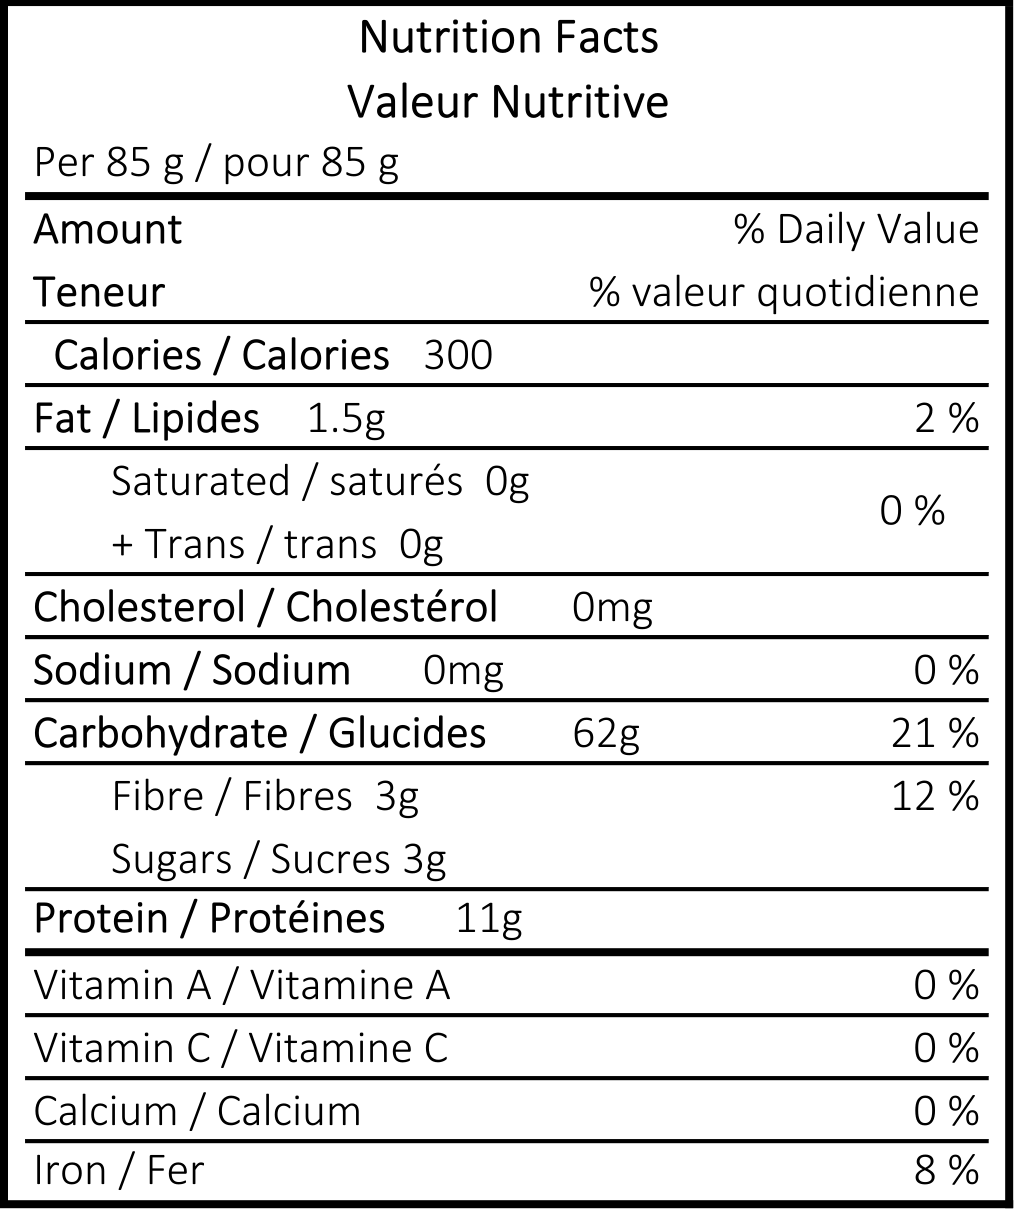 Nutrition Facts
Valeur Nutritive
Per 85 g / pour 85 g
Amount % Daily Value
Teneur % valeur quotidienne
Calories / Calories 300
Fat / Lipides 1.5g 2 %
Saturated / saturés 0g
0 %
+ Trans / trans 0g
Cholesterol / Cholestérol 0mg
Sodium / Sodium 0mg 0 %
Carbohydrate / Glucides 62g 21 %
Fibre / Fibres 3g 12 %
Sugars / Sucres 3g
Protein / Protéines 11g
Vitamin A / Vitamine A 0 %
Vitamin C / Vitamine C 0 %
Calcium / Calcium 0 %
Iron / Fer 8 %